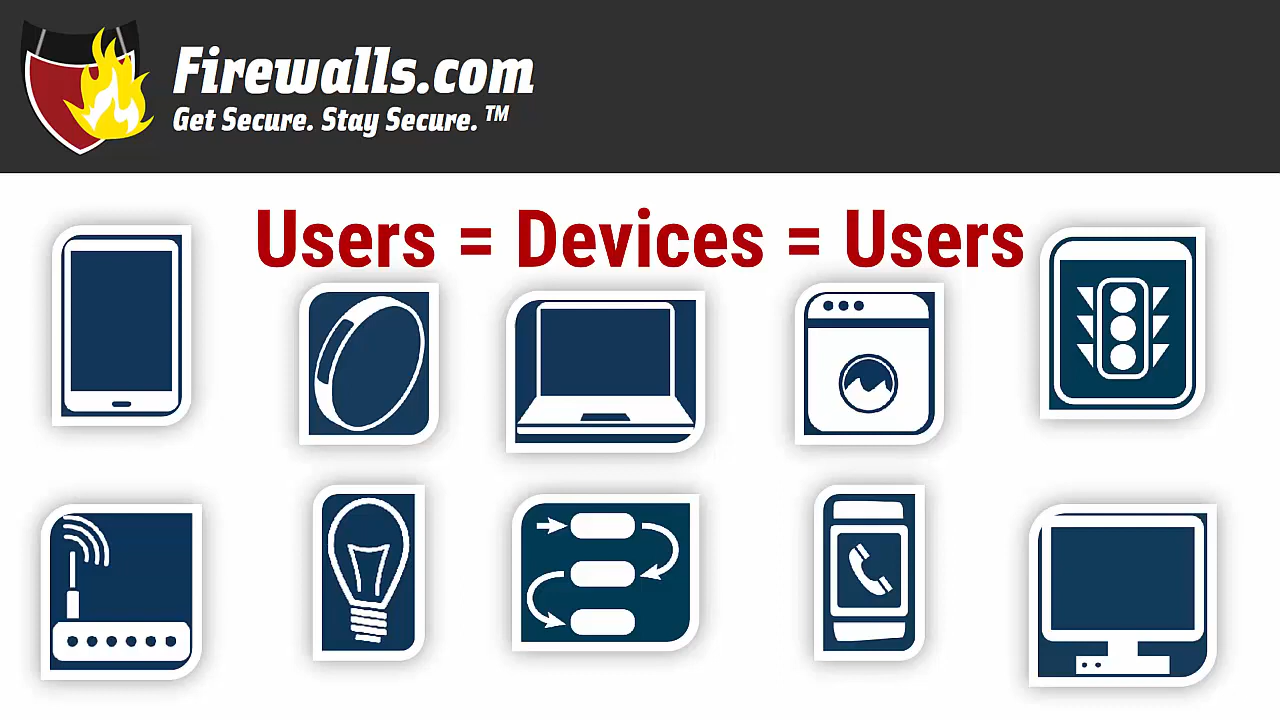 Firewalls.com
Get Secure. Stay Secure. ™
Users = Devices = Users